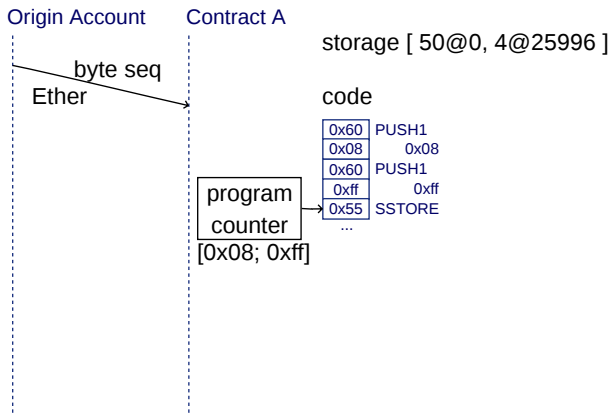 Origin Account
Contract A
storage [ 50@0, 4@25996 ]
byte seq
Ether
code
0x60 PUSH1
0x08 0x08
0x60 PUSH1
0xff 0xff
0x55 SSTORE
...
program
counter
[0x08; 0xff]